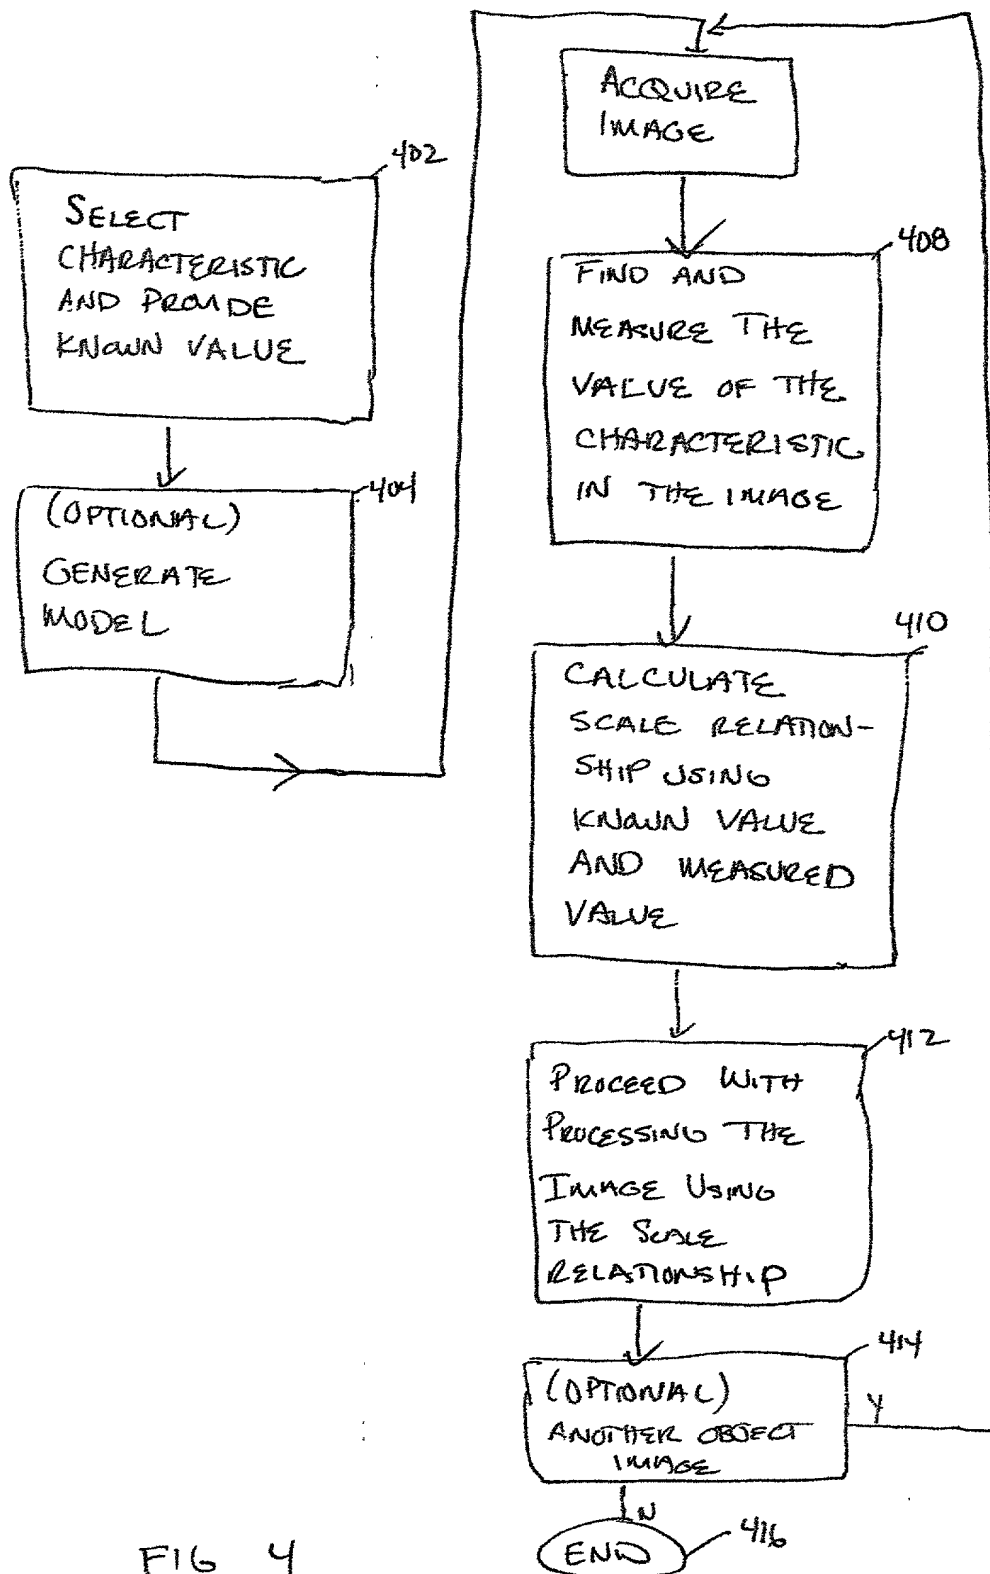 402
SELECT
CHARACTERISTIC
AND PROVIDE
KNOWN VALUE
404
(OPTIONAL)
GENERATE
MODEL
ACQUIRE
IMAGE
408
FIND AND
MEASURE THE
VALUE OF THE
CHARACTERISTIC
IN THE IMAGE
410
CALCULATE
SCALE RELATION-
SHIP USING
KNOWN VALUE
AND MEASURED
VALUE
412
PROCEED WITH
PROCESSING THE
IMAGE USING
THE SCALE
RELATIONSHIP
414
(OPTIONAL)
ANOTHER OBJECT
IMAGE
Y
N
END
416
FIG 4